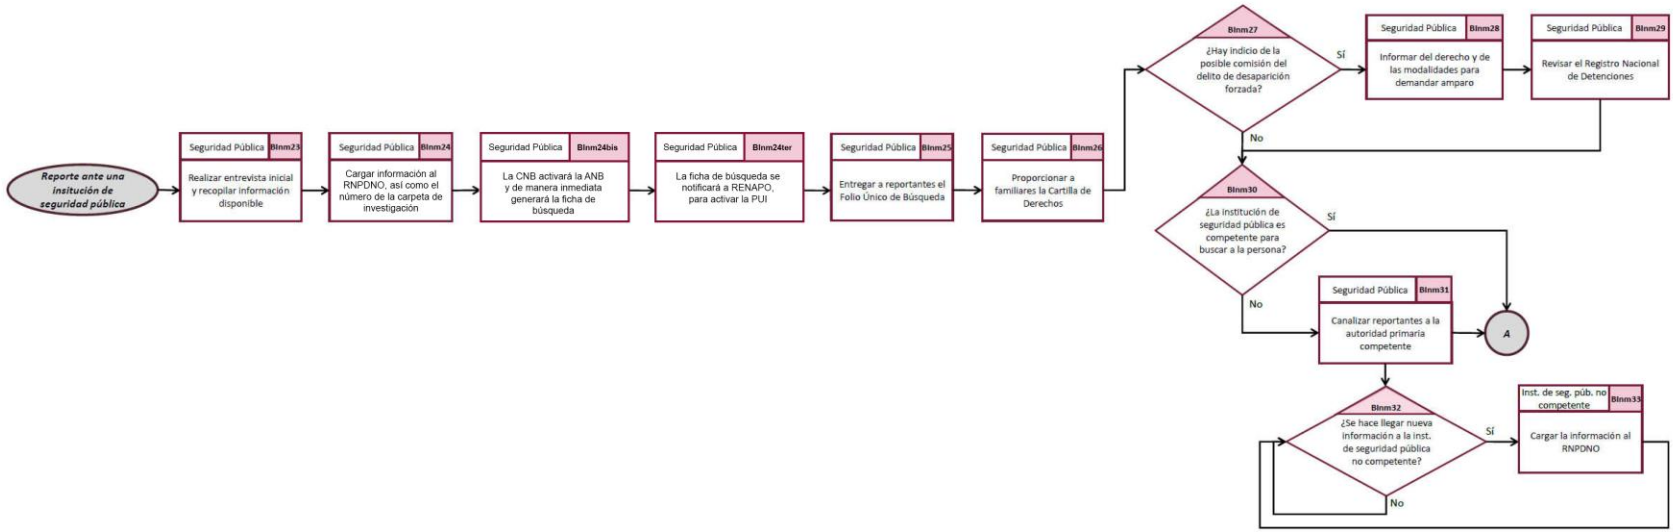 Reporte ante una
insitución de
seguridad pública
Seguridad Pública BInm23
Realizar entrevista inicial
y recopilar información
disponible
Seguridad Pública BInm24
Cargar información al
RNPDNO, así como el
número de la carpeta de
investigación
Seguridad Pública BInm24bis
La CNB activará la ANB
y de manera inmediata
generará la ficha de
búsqueda
Seguridad Pública BInm24ter
La ficha de búsqueda se
notificará a RENAPO,
para activar la PUI
Seguridad Pública BInm25
Entregar a reportantes el
Folio Único de Búsqueda
Seguridad Pública BInm26
Proporcionar a
familiares la Cartilla de
Derechos
BInm27
¿Hay indicio de la
posible comisión del
delito de desaparición
forzada?
Sí
No
Seguridad Pública BInm28
Informar del derecho y de
las modalidades para
demandar amparo
Seguridad Pública BInm29
Revisar el Registro Nacional
de Detenciones
BInm30
¿La institución de
seguridad pública es
competente para
buscar a la persona?
Sí
No
Seguridad Pública BInm31
Canalizar reportantes a la
autoridad primaria
competente
A
BInm32
¿Se hace llegar nueva
información a la inst.
de seguridad pública
no competente?
Sí
No
Inst. de seg. púb. no
competente BInm33
Cargar la información al
RNPDNO